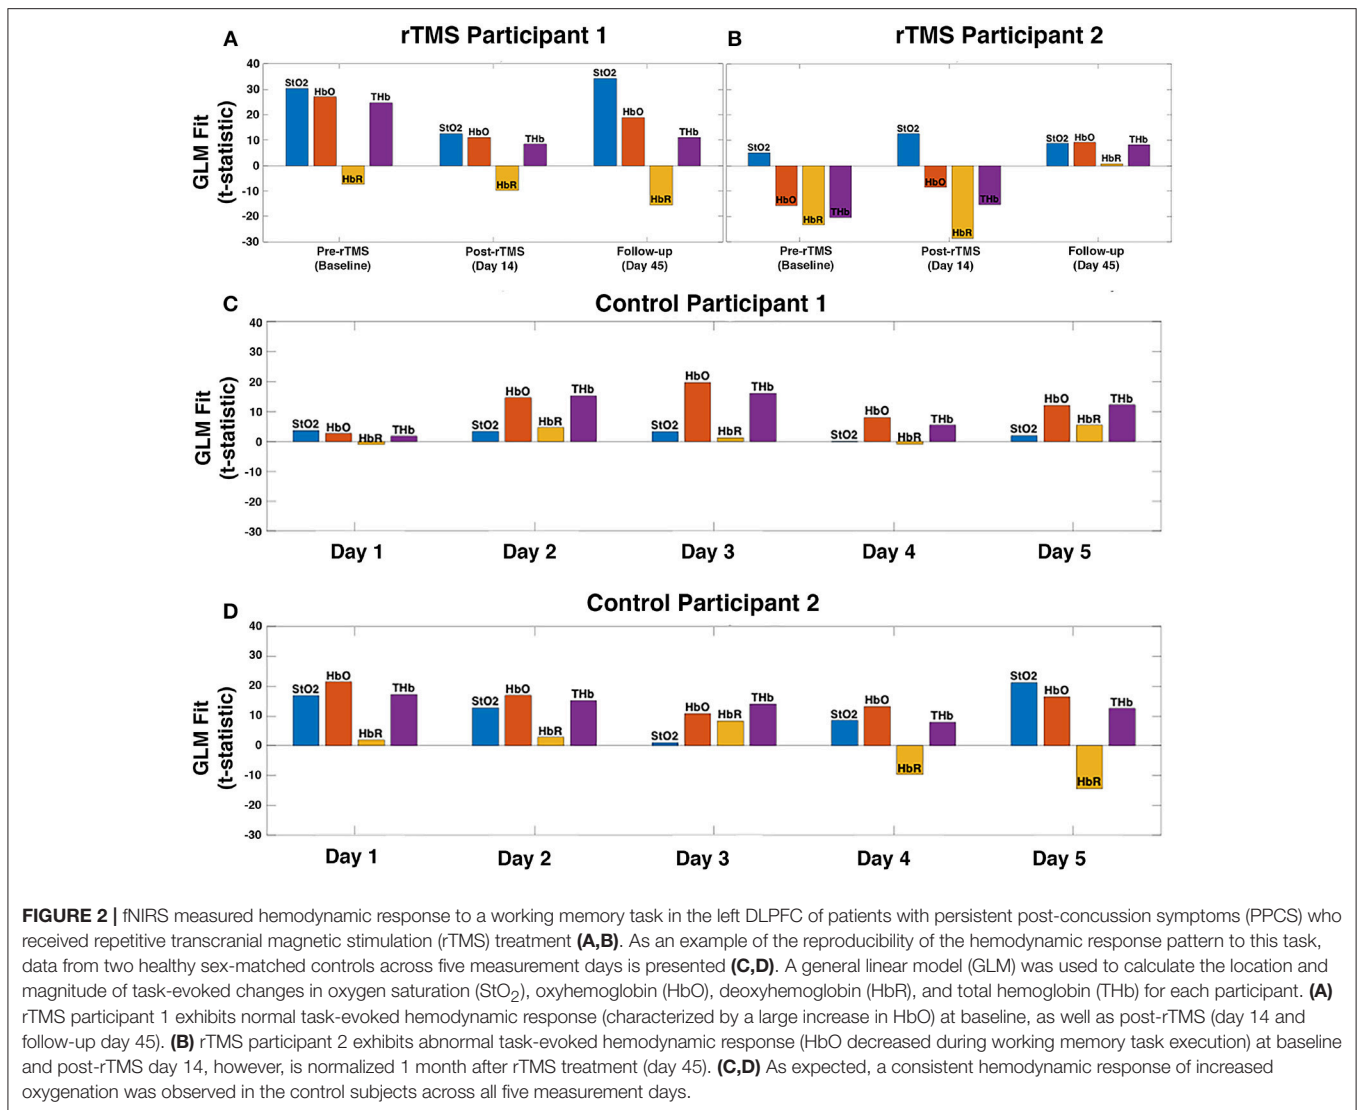 A rTMS Participant 1
40
30
20
10
0
-10
-20
-30
GLM Fit
(t-statistic)
StO2 HbO HbR THb
StO2 HbO HbR THb
StO2 HbO HbR THb
Pre-rTMS
(Baseline)
Post-rTMS
(Day 14)
Follow-up
(Day 45)
B rTMS Participant 2
StO2 HbO HbR THb
StO2 HbO HbR THb
StO2 HbO HbR THb
Pre-rTMS
(Baseline)
Post-rTMS
(Day 14)
Follow-up
(Day 45)
C Control Participant 1
40
30
20
10
0
-10
-20
-30
GLM Fit
(t-statistic)
StO2 HbO HbR THb
StO2 HbO HbR THb
StO2 HbO HbR THb
StO2 HbO HbR THb
StO2 HbO HbR THb
Day 1 Day 2 Day 3 Day 4 Day 5
D Control Participant 2
40
30
20
10
0
-10
-20
-30
GLM Fit
(t-statistic)
StO2 HbO HbR THb
StO2 HbO HbR THb
StO2 HbO HbR THb
StO2 HbO HbR THb
StO2 HbO HbR THb
Day 1 Day 2 Day 3 Day 4 Day 5
FIGURE 2 | fNIRS measured hemodynamic response to a working memory task in the left DLPFC of patients with persistent post-concussion symptoms (PPCS) who
received repetitive transcranial magnetic stimulation (rTMS) treatment (A,B). As an example of the reproducibility of the hemodynamic response pattern to this task,
data from two healthy sex-matched controls across five measurement days is presented (C,D). A general linear model (GLM) was used to calculate the location and
magnitude of task-evoked changes in oxygen saturation (StO2), oxyhemoglobin (HbO), deoxyhemoglobin (HbR), and total hemoglobin (THb) for each participant. (A)
rTMS participant 1 exhibits normal task-evoked hemodynamic response (characterized by a large increase in HbO) at baseline, as well as post-rTMS (day 14 and
follow-up day 45). (B) rTMS participant 2 exhibits abnormal task-evoked hemodynamic response (HbO decreased during working memory task execution) at baseline
and post-rTMS day 14, however, is normalized 1 month after rTMS treatment (day 45). (C,D) As expected, a consistent hemodynamic response of increased
oxygenation was observed in the control subjects across all five measurement days.